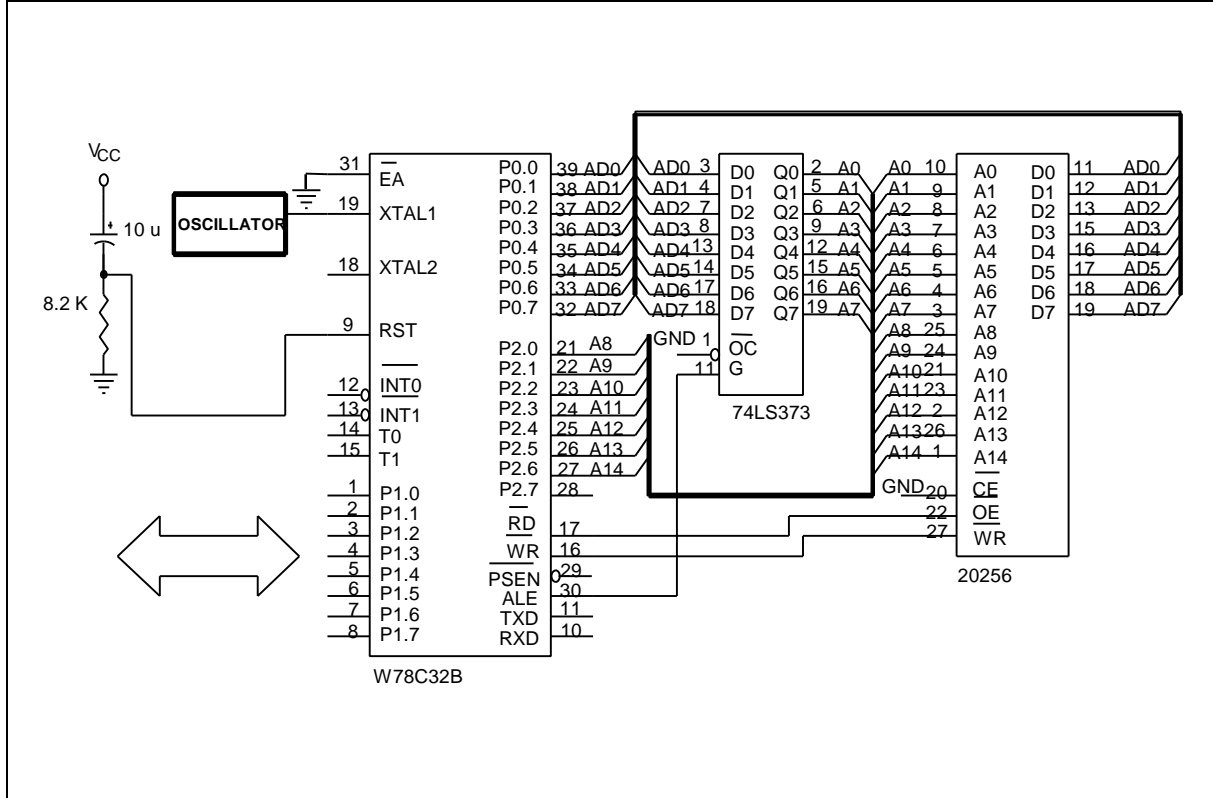 VCC
10 u
8.2 K
OSCILLATOR
31 EA
19 XTAL1
18 XTAL2
9 RST
12 INT0
13 INT1
14 T0
15 T1
1 P1.0
2 P1.1
3 P1.2
4 P1.3
5 P1.4
6 P1.5
7 P1.6
8 P1.7
P0.0 39 AD0
P0.1 38 AD1
P0.2 37 AD2
P0.3 36 AD3
P0.4 35 AD4
P0.5 34 AD5
P0.6 33 AD6
P0.7 32 AD7
P2.0 21 A8
P2.1 22 A9
P2.2 23 A10
P2.3 24 A11
P2.4 25 A12
P2.5 26 A13
P2.6 27 A14
P2.7 28
RD 17
WR 16
PSEN 29
ALE 30
TXD 11
RXD 10
W78C32B
AD0 3 D0 Q0 2 A0
AD1 4 D1 Q1 5 A1
AD2 7 D2 Q2 6 A2
AD3 8 D3 Q3 9 A3
AD4 13 D4 Q4 12 A4
AD5 14 D5 Q5 15 A5
AD6 17 D6 Q6 16 A6
AD7 18 D7 Q7 19 A7
GND 1 OC
11 G
74LS373
A0 10 A0 D0 11 AD0
A1 9 A1 D1 12 AD1
A2 8 A2 D2 13 AD2
A3 7 A3 D3 15 AD3
A4 6 A4 D4 16 AD4
A5 5 A5 D5 17 AD5
A6 4 A6 D6 18 AD6
A7 3 A7 D7 19 AD7
A8 25 A8
A9 24 A9
A10 21 A10
A11 23 A11
A12 2 A12
A13 26 A13
A14 1 A14
GND 20 CE
22 OE
27 WR
20256